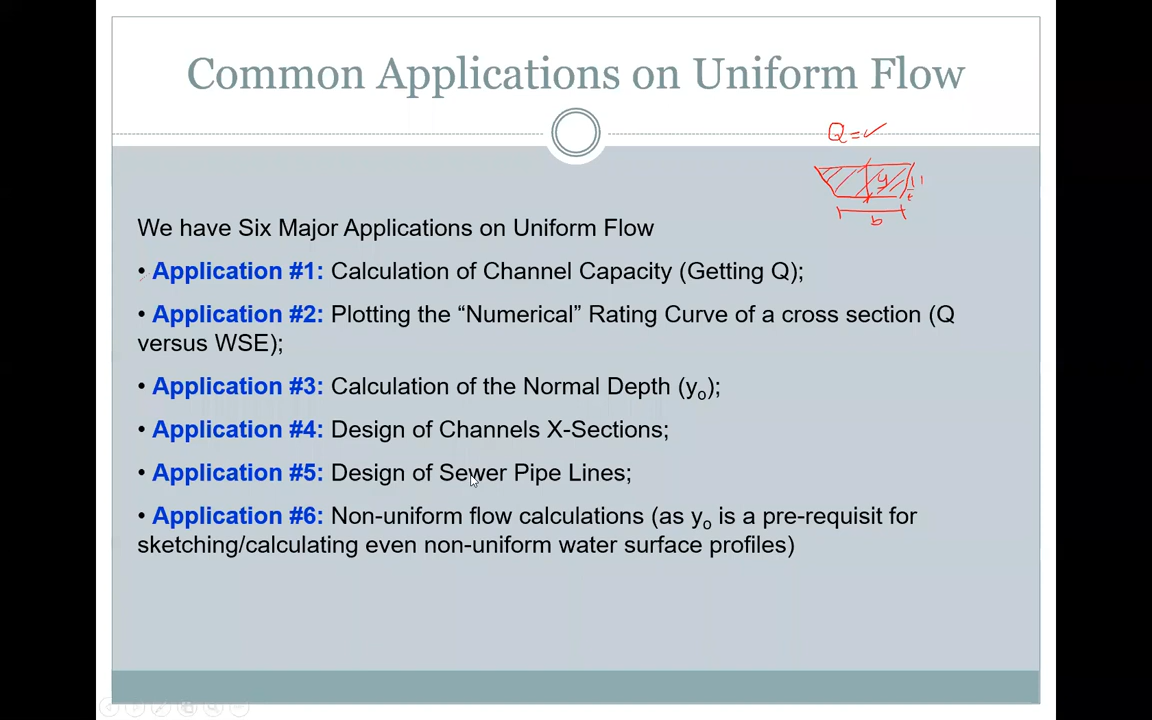 Common Applications on Uniform Flow
Q = ✓
y
1
t
b
We have Six Major Applications on Uniform Flow
• Application #1: Calculation of Channel Capacity (Getting Q);
• Application #2: Plotting the “Numerical” Rating Curve of a cross section (Q
versus WSE);
• Application #3: Calculation of the Normal Depth (yo);
• Application #4: Design of Channels X-Sections;
• Application #5: Design of Sewer Pipe Lines;
• Application #6: Non-uniform flow calculations (as yo is a pre-requisit for
sketching/calculating even non-uniform water surface profiles)